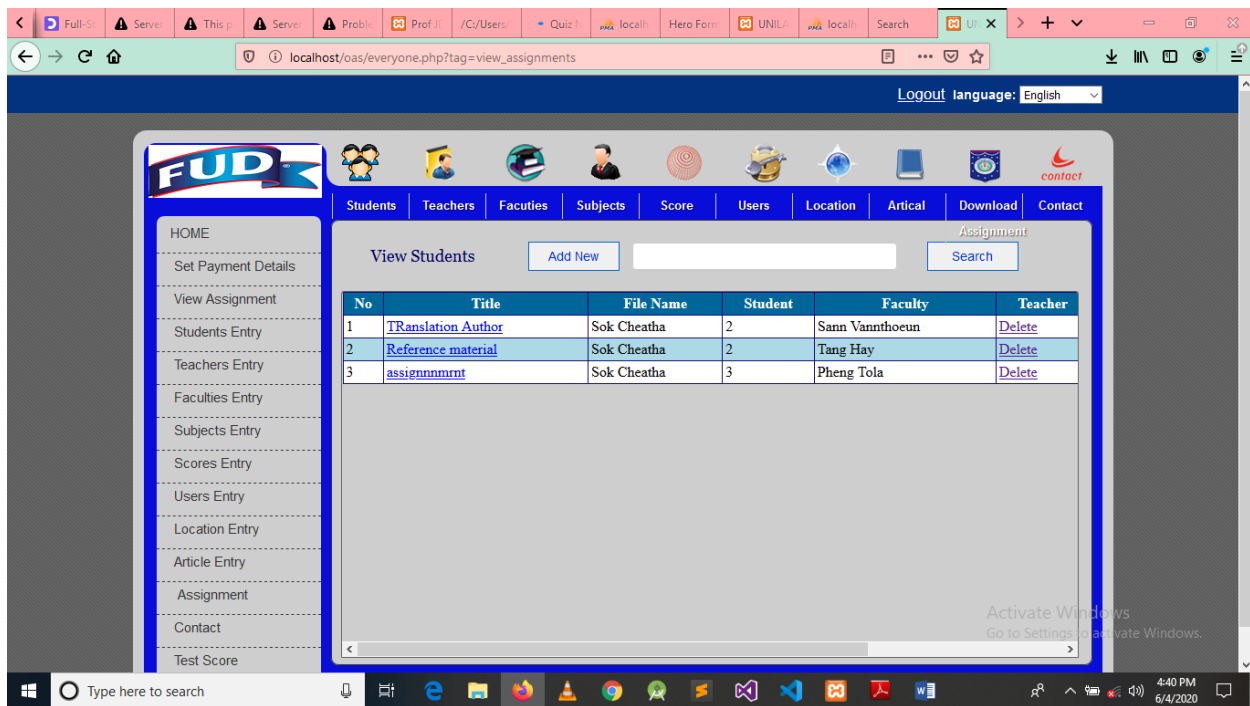 Full-S Server This p Server Proble Prof JC /C:/Users/ Quiz localh Hero Form UNILA localh Search UN
localhost/oas/everyone.php?tag=view_assignments
Logout language: English
FUD
contact
Students Teachers Facuties Subjects Score Users Location Artical Download Contact
Assignment
HOME
Set Payment Details
View Assignment
Students Entry
Teachers Entry
Faculties Entry
Subjects Entry
Scores Entry
Users Entry
Location Entry
Article Entry
Assignment
Contact
Test Score
View Students Add New Search
No Title File Name Student Faculty Teacher
1 TRanslation Author Sok Cheatha 2 Sann Vannthoeun Delete
2 Reference material Sok Cheatha 2 Tang Hay Delete
3 assignnnmrnt Sok Cheatha 3 Pheng Tola Delete
Activate Windows
Go to Settings to activate Windows.
Type here to search
4:40 PM
6/4/2020